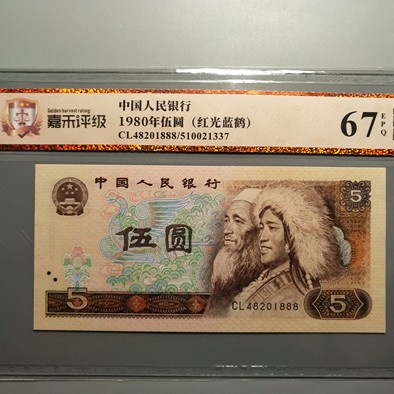 Golden harvest rating
嘉禾评级
中国人民银行
1980年伍圆（红光蓝鹤）
CL48201888/510021337
67
EPQ
中国人民银行
5
伍圆
CL46201888
5
5